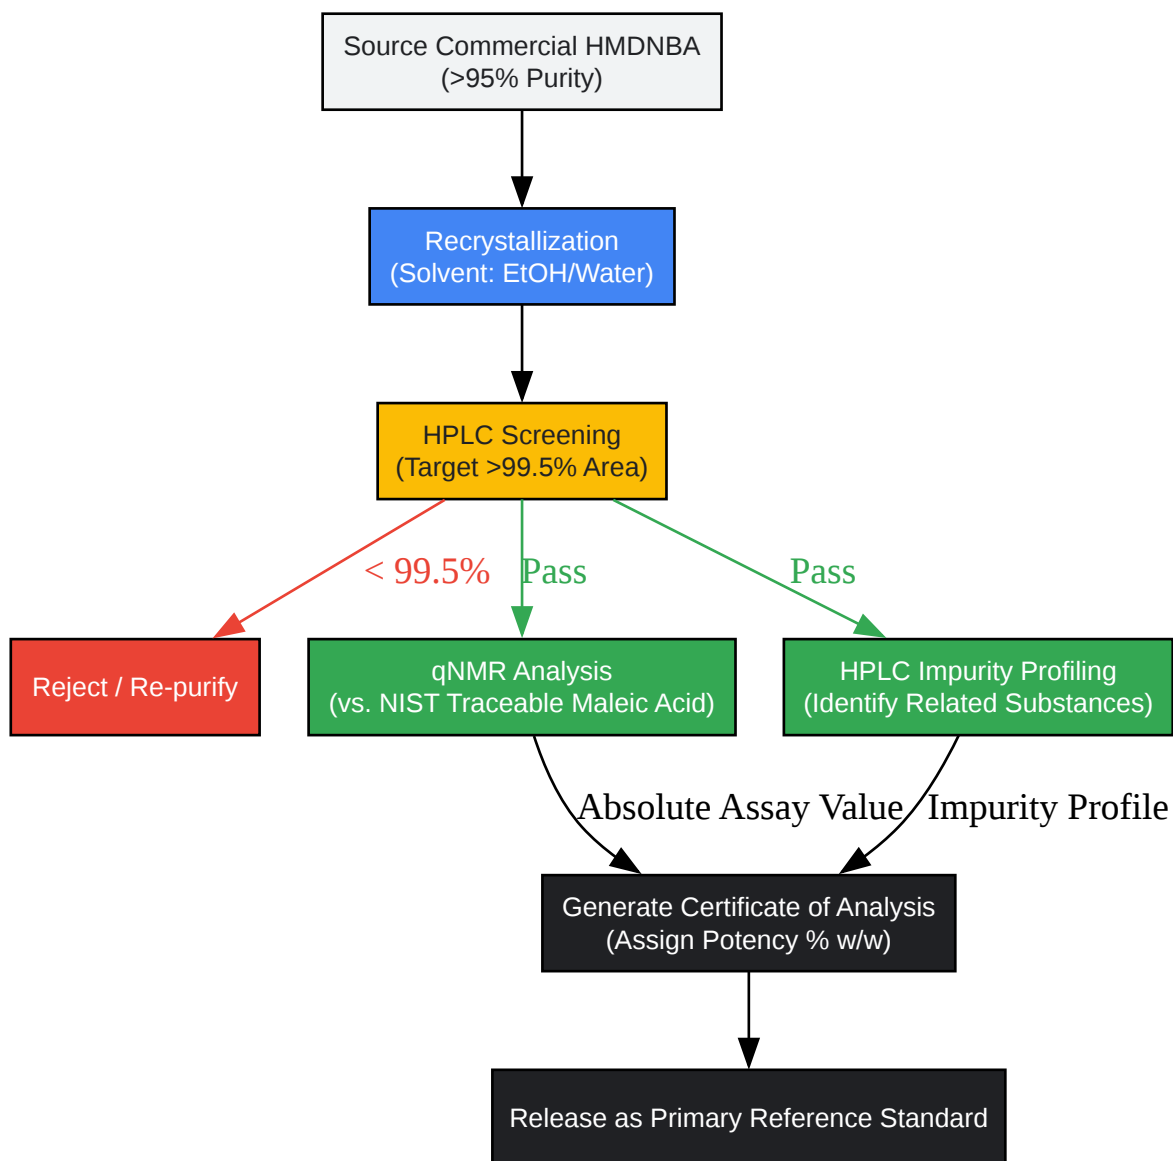 Source Commercial HMDNBA
(>95% Purity)
Recrystallization
(Solvent: EtOH/Water)
HPLC Screening
(Target >99.5% Area)
< 99.5%
Pass
Pass
Reject / Re-purify
qNMR Analysis
(vs. NIST Traceable Maleic Acid)
HPLC Impurity Profiling
(Identify Related Substances)
Absolute Assay Value
Impurity Profile
Generate Certificate of Analysis
(Assign Potency % w/w)
Release as Primary Reference Standard